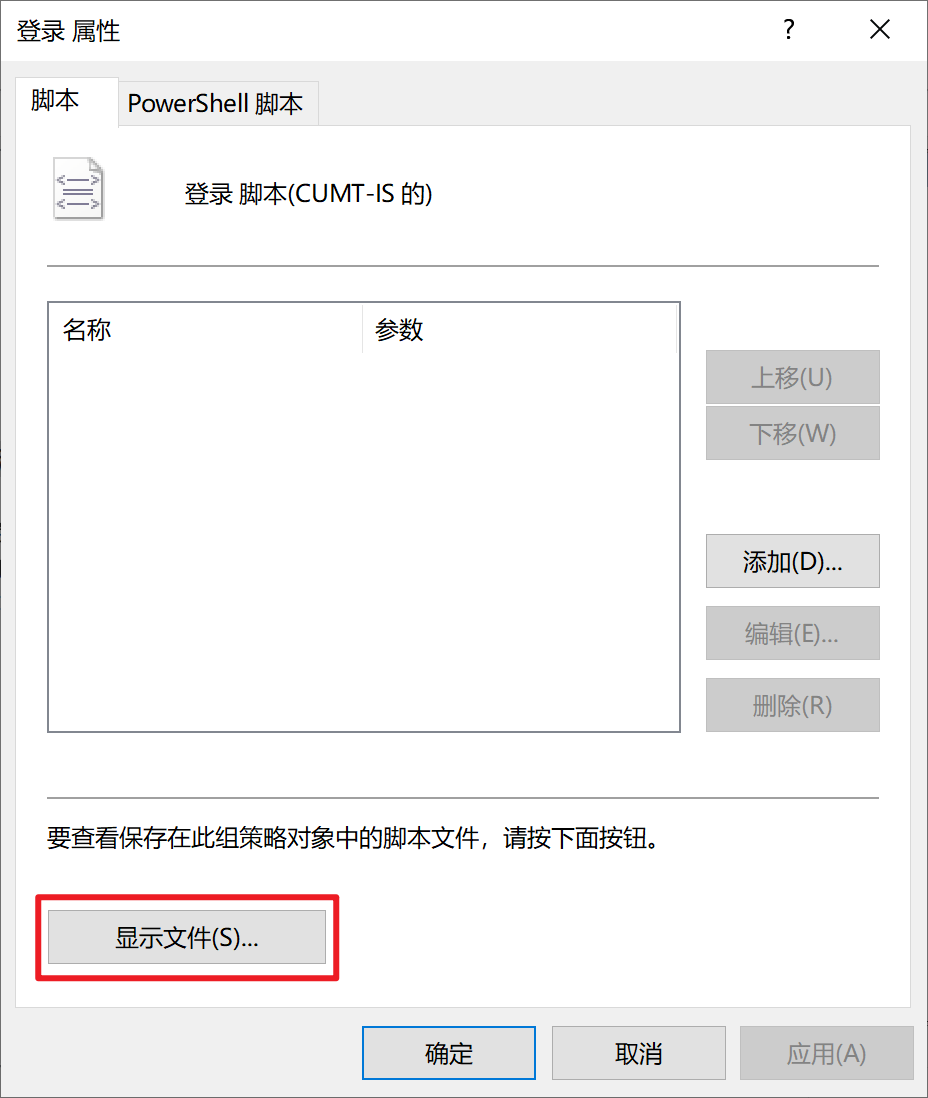 登录 属性
?
脚本
PowerShell 脚本
登录 脚本(CUMT-IS 的)
名称
参数
上移(U)
下移(W)
添加(D)...
编辑(E)...
删除(R)
要查看保存在此组策略对象中的脚本文件，请按下面按钮。
显示文件(S)...
确定
取消
应用(A)